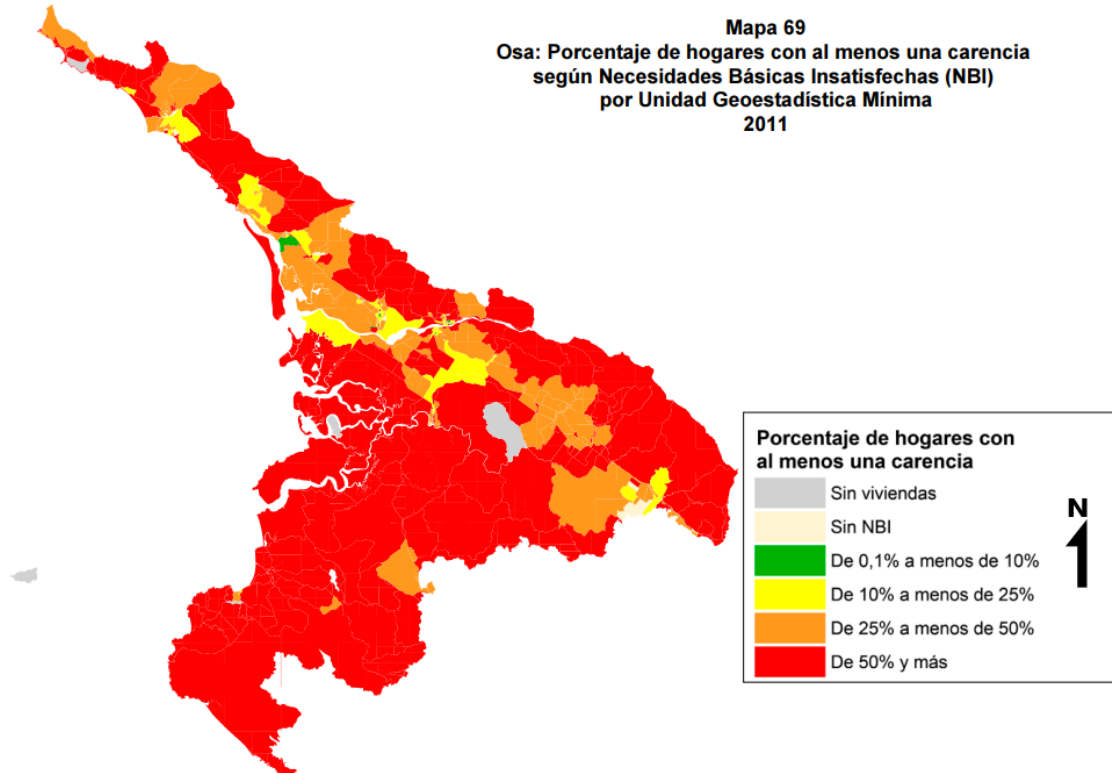 Mapa 69
Osa: Porcentaje de hogares con al menos una carencia
según Necesidades Básicas Insatisfechas (NBI)
por Unidad Geoestadística Mínima
2011
Porcentaje de hogares con
al menos una carencia
Sin viviendas
Sin NBI
De 0,1% a menos de 10%
De 10% a menos de 25%
De 25% a menos de 50%
De 50% y más
N